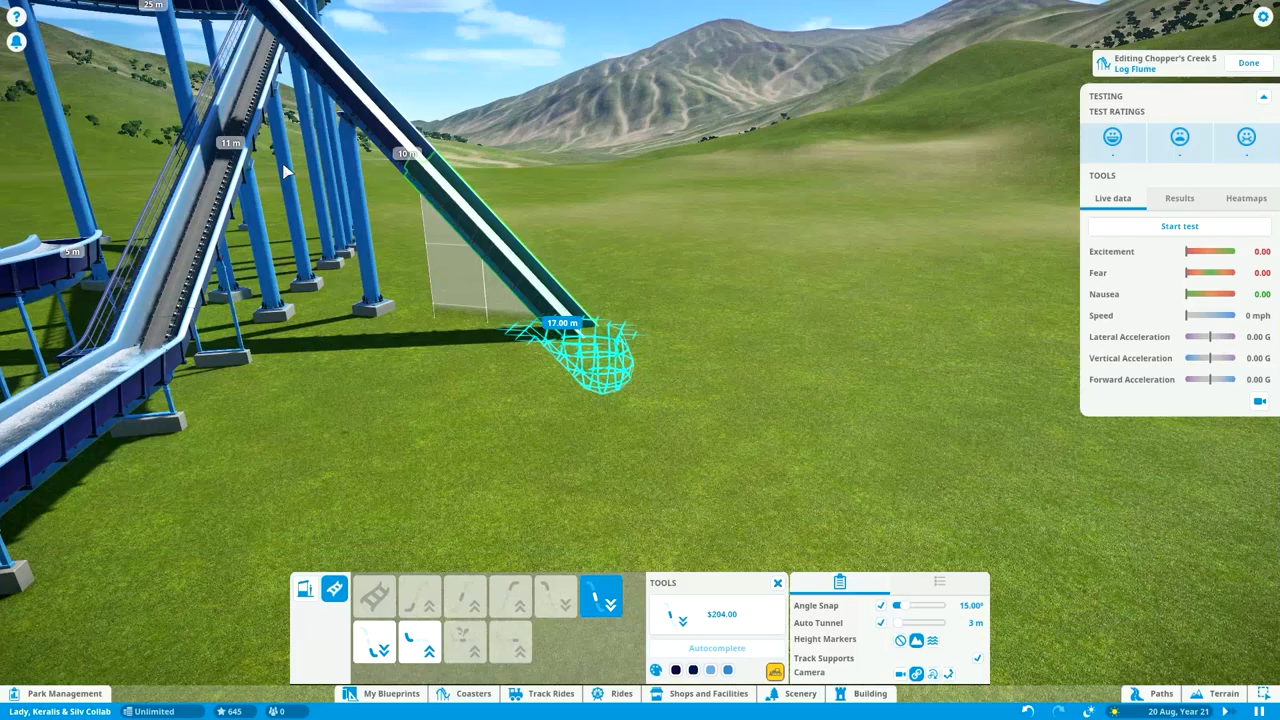 25 m
?
11 m
10 m
5 m
17.00 m
Editing Chopper's Creek 5
Log Flume
Done
TESTING
TEST RATINGS
- - -
TOOLS
Live data Results Heatmaps
Start test
Excitement 0.00
Fear 0.00
Nausea 0.00
Speed 0 mph
Lateral Acceleration 0.00 G
Vertical Acceleration 0.00 G
Forward Acceleration 0.00 G
TOOLS
$204.00
Autocomplete
Angle Snap 15.00°
Auto Tunnel 3 m
Height Markers
Track Supports
Camera
Park Management My Blueprints Coasters Track Rides Rides Shops and Facilities Scenery Building Paths Terrain
Lady, Keralis & Silv Collab Unlimited 645 0 20 Aug, Year 21